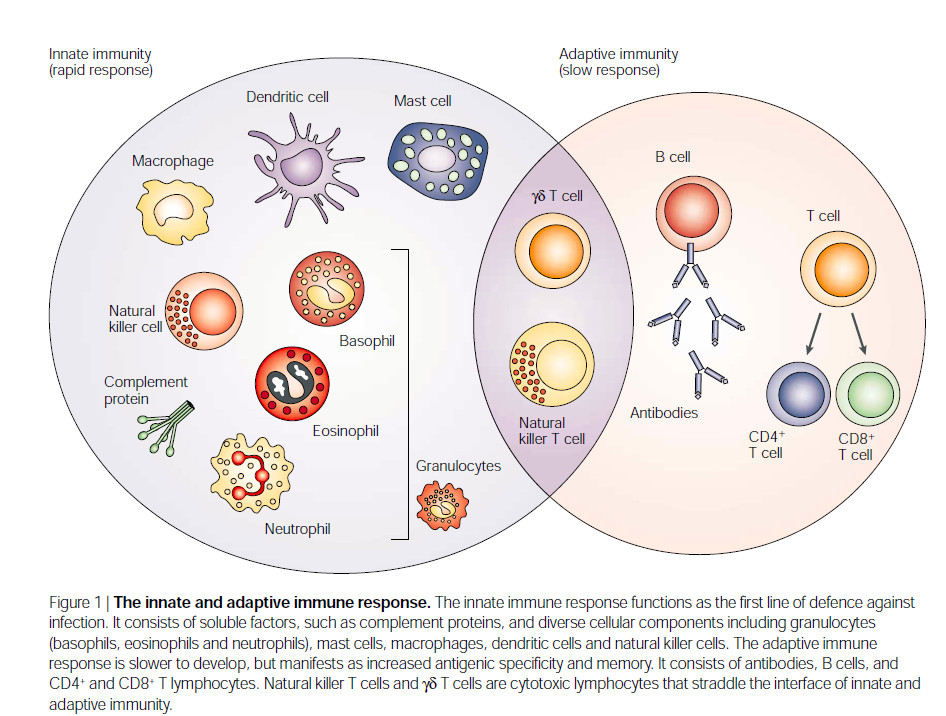 Innate immunity
(rapid response)
Adaptive immunity
(slow response)
Dendritic cell
Mast cell
Macrophage
B cell
γδ T cell
T cell
Natural
killer cell
Basophil
Complement
protein
Eosinophil
Natural
killer T cell
Antibodies
CD4⁺
T cell
CD8⁺
T cell
Granulocytes
Neutrophil
Figure 1 | The innate and adaptive immune response. The innate immune response functions as the first line of defence against
infection. It consists of soluble factors, such as complement proteins, and diverse cellular components including granulocytes
(basophils, eosinophils and neutrophils), mast cells, macrophages, dendritic cells and natural killer cells. The adaptive immune
response is slower to develop, but manifests as increased antigenic specificity and memory. It consists of antibodies, B cells, and
CD4⁺ and CD8⁺ T lymphocytes. Natural killer T cells and γδ T cells are cytotoxic lymphocytes that straddle the interface of innate and
adaptive immunity.